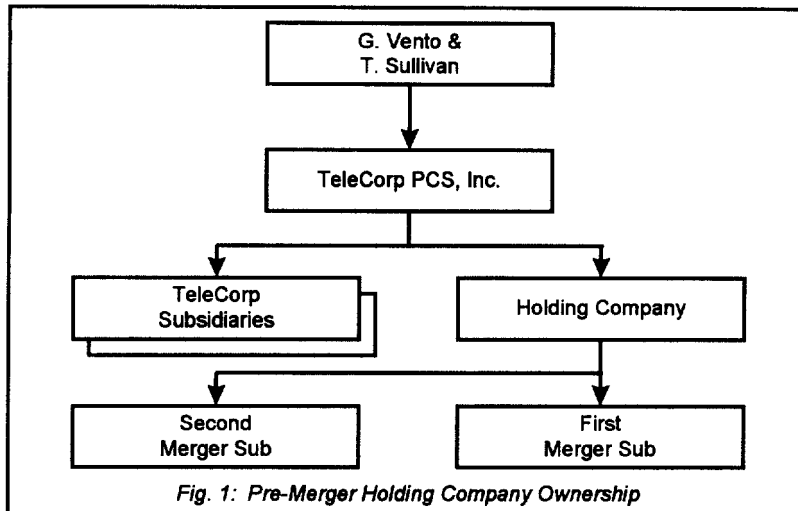 G. Vento &
T. Sullivan
TeleCorp PCS, Inc.
TeleCorp
Subsidiaries
Holding Company
Second
Merger Sub
First
Merger Sub
Fig. 1: Pre-Merger Holding Company Ownership